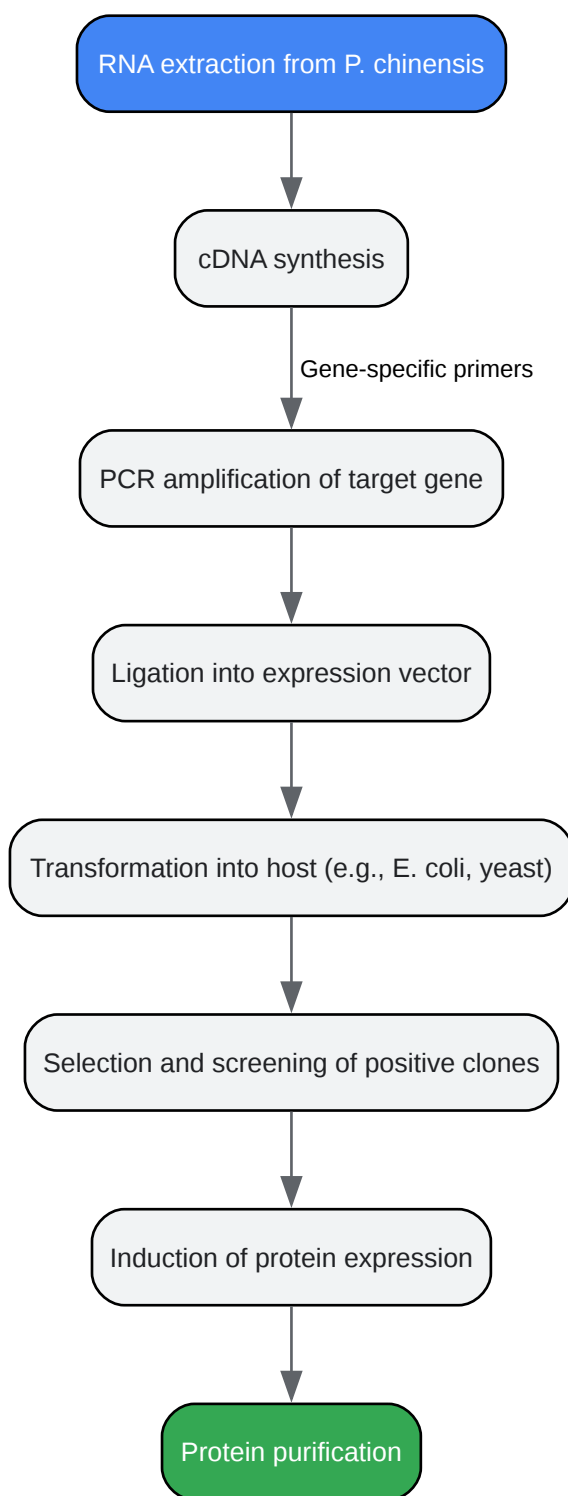 RNA extraction from P. chinensis
cDNA synthesis
Gene-specific primers
PCR amplification of target gene
Ligation into expression vector
Transformation into host (e.g., E. coli, yeast)
Selection and screening of positive clones
Induction of protein expression
Protein purification